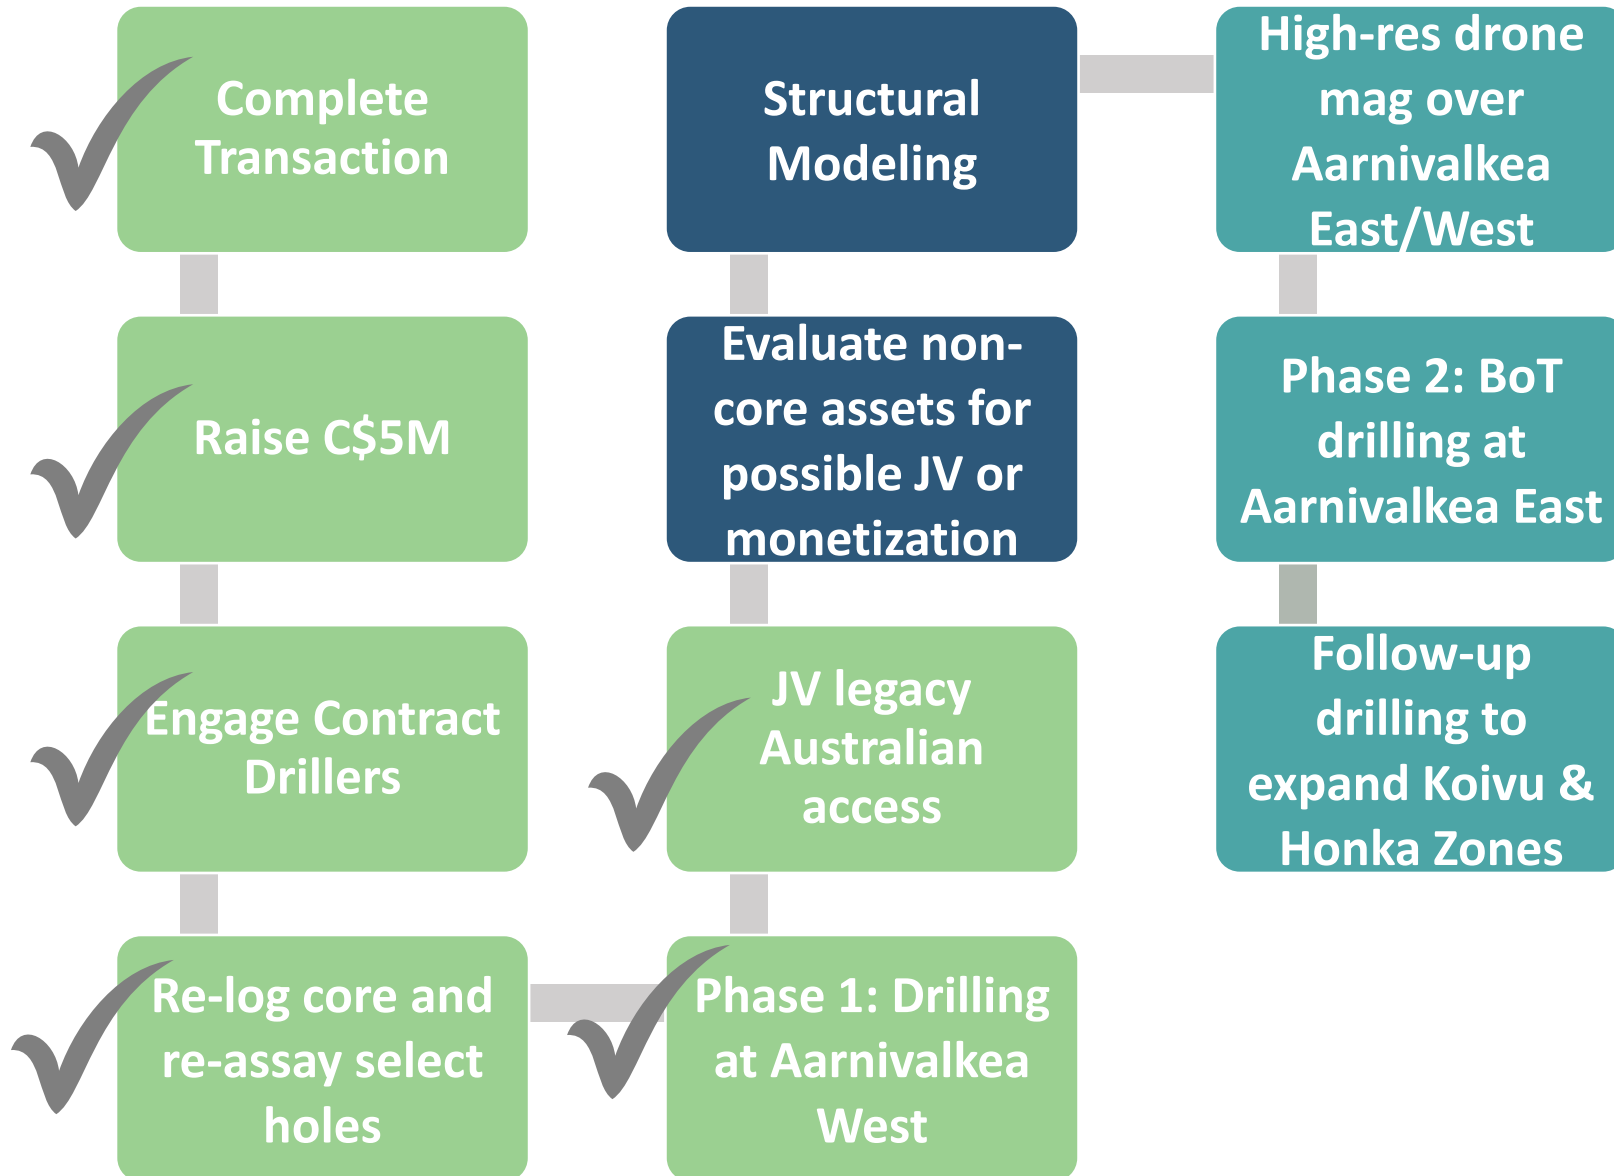 Complete
Transaction
Raise C$5M
Engage Contract
Drillers
Re-log core and
re-assay select
holes
Phase 1: Drilling
at Aarnivalkea
West
JV legacy
Australian
access
Evaluate non-
core assets for
possible JV or
monetization
Structural
Modeling
High-res drone
mag over
Aarnivalkea
East/West
Phase 2: BoT
drilling at
Aarnivalkea East
Follow-up
drilling to
expand Koivu &
Honka Zones